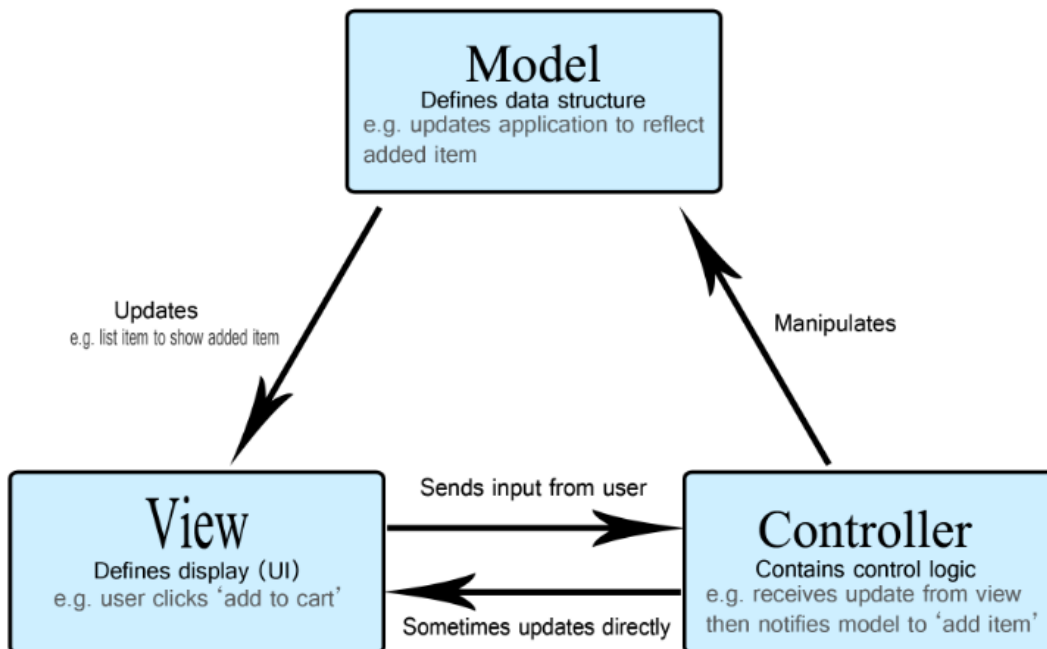 Model
Defines data structure
e.g. updates application to reflect
added item
Updates
e.g. list item to show added item
Manipulates
View
Defines display (UI)
e.g. user clicks ‘add to cart’
Sends input from user
Sometimes updates directly
Controller
Contains control logic
e.g. receives update from view
then notifies model to ‘add item’